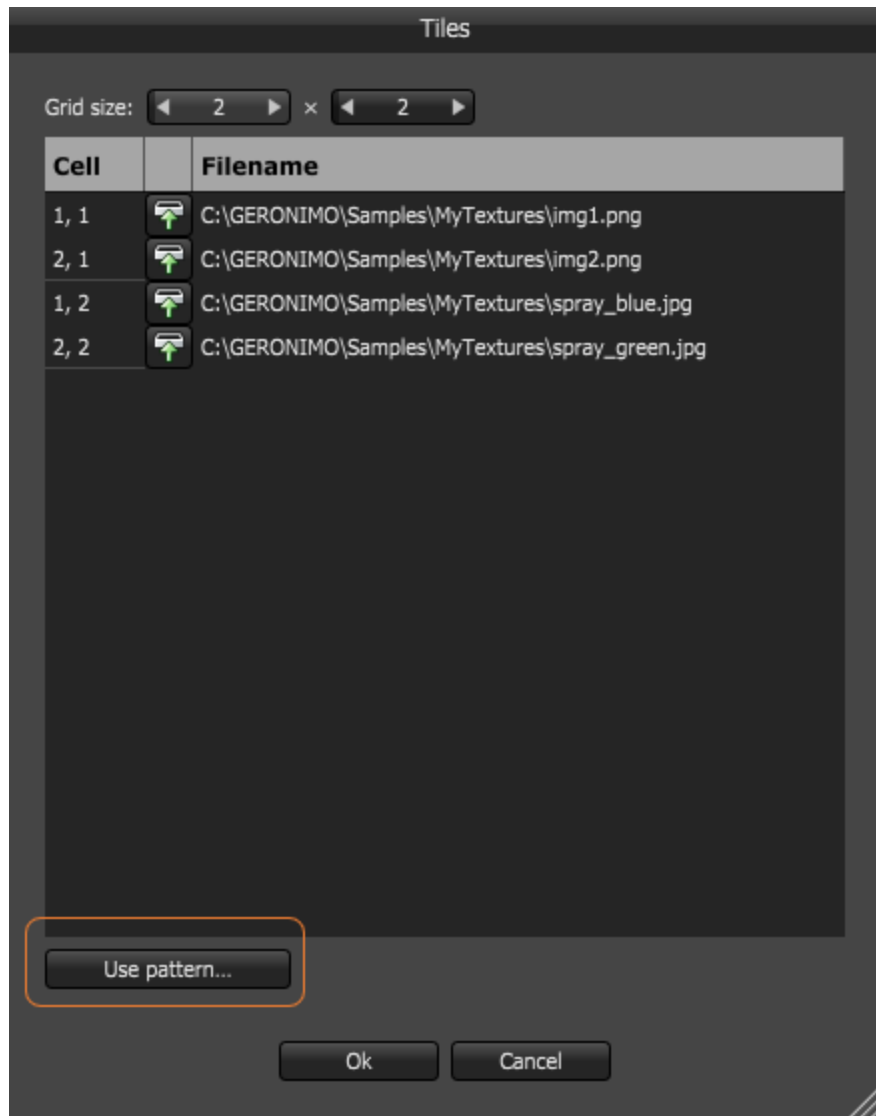 Tiles
Grid size: 2 × 2
Cell Filename
1, 1 C:\GERONIMO\Samples\MyTextures\img1.png
2, 1 C:\GERONIMO\Samples\MyTextures\img2.png
1, 2 C:\GERONIMO\Samples\MyTextures\spray_blue.jpg
2, 2 C:\GERONIMO\Samples\MyTextures\spray_green.jpg
Use pattern...
Ok Cancel